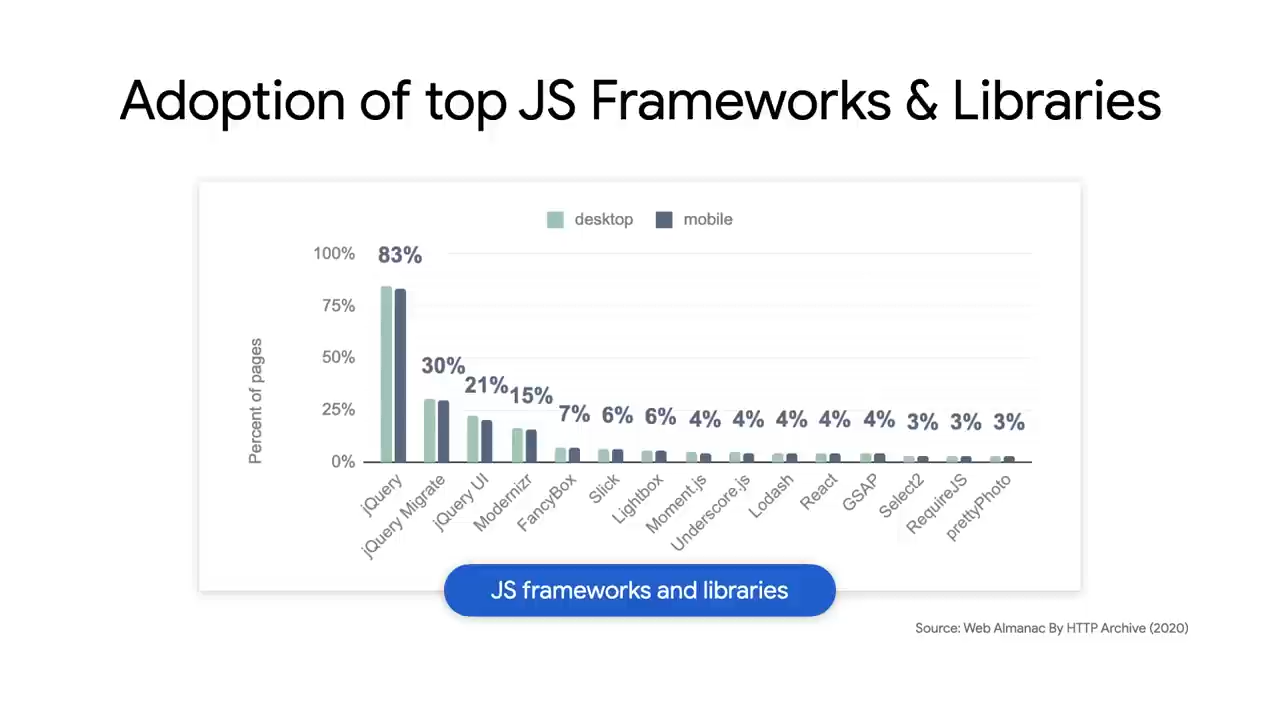 Adoption of top JS Frameworks & Libraries
desktop
mobile
Percent of pages
100%
75%
50%
25%
0%
83%
30%
21%
15%
7%
6%
6%
4%
4%
4%
4%
4%
3%
3%
3%
jQuery
jQuery Migrate
jQuery UI
Modernizr
FancyBox
Slick
Lightbox
Moment.js
Underscore.js
Lodash
React
GSAP
Select2
RequireJS
prettyPhoto
JS frameworks and libraries
Source: Web Almanac By HTTP Archive (2020)